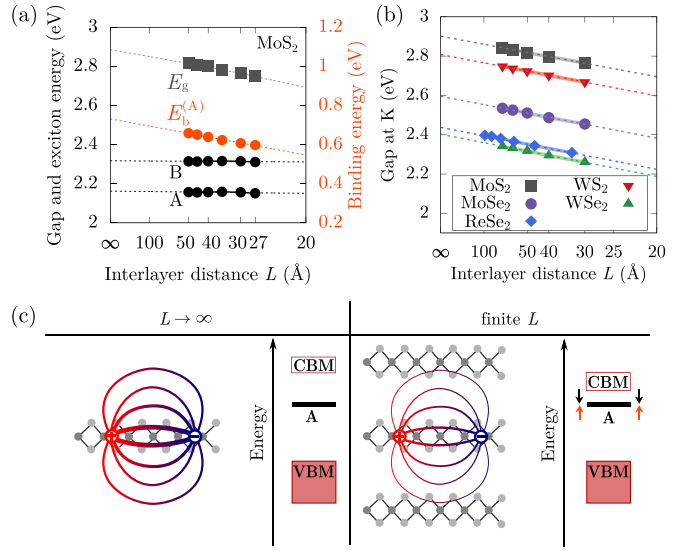 (a)
MoS₂
Gap and exciton energy (eV)
3
2.8
2.6
2.4
2.2
2
E_g
E_b^(A)
B
A
1.2
1
0.8
0.6
0.4
0.2
Binding energy (eV)
∞ 100 50 40 30 27 20
Interlayer distance L (Å)
(b)
Gap at K (eV)
3
2.8
2.6
2.4
2.2
2
MoS₂ WS₂
MoSe₂ WSe₂
ReSe₂
∞ 100 50 40 30 20
Interlayer distance L (Å)
(c)
L → ∞
finite L
Energy
CBM
A
VBM
+ −
Energy
CBM
A
VBM
+ −